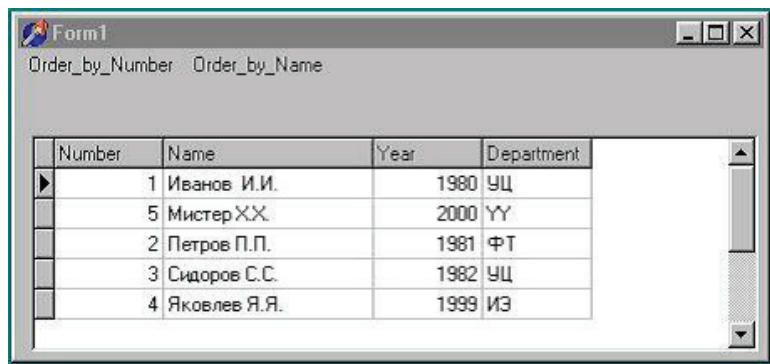 Form1
Order_by_Number Order_by_Name
Number Name Year Department
1 Иванов И.И. 1980 УЦ
5 Мистер Х.Х. 2000 YY
2 Петров П.П. 1981 ФТ
3 Сидоров С.С. 1982 УЦ
4 Яковлев Я.Я. 1999 ИЭ